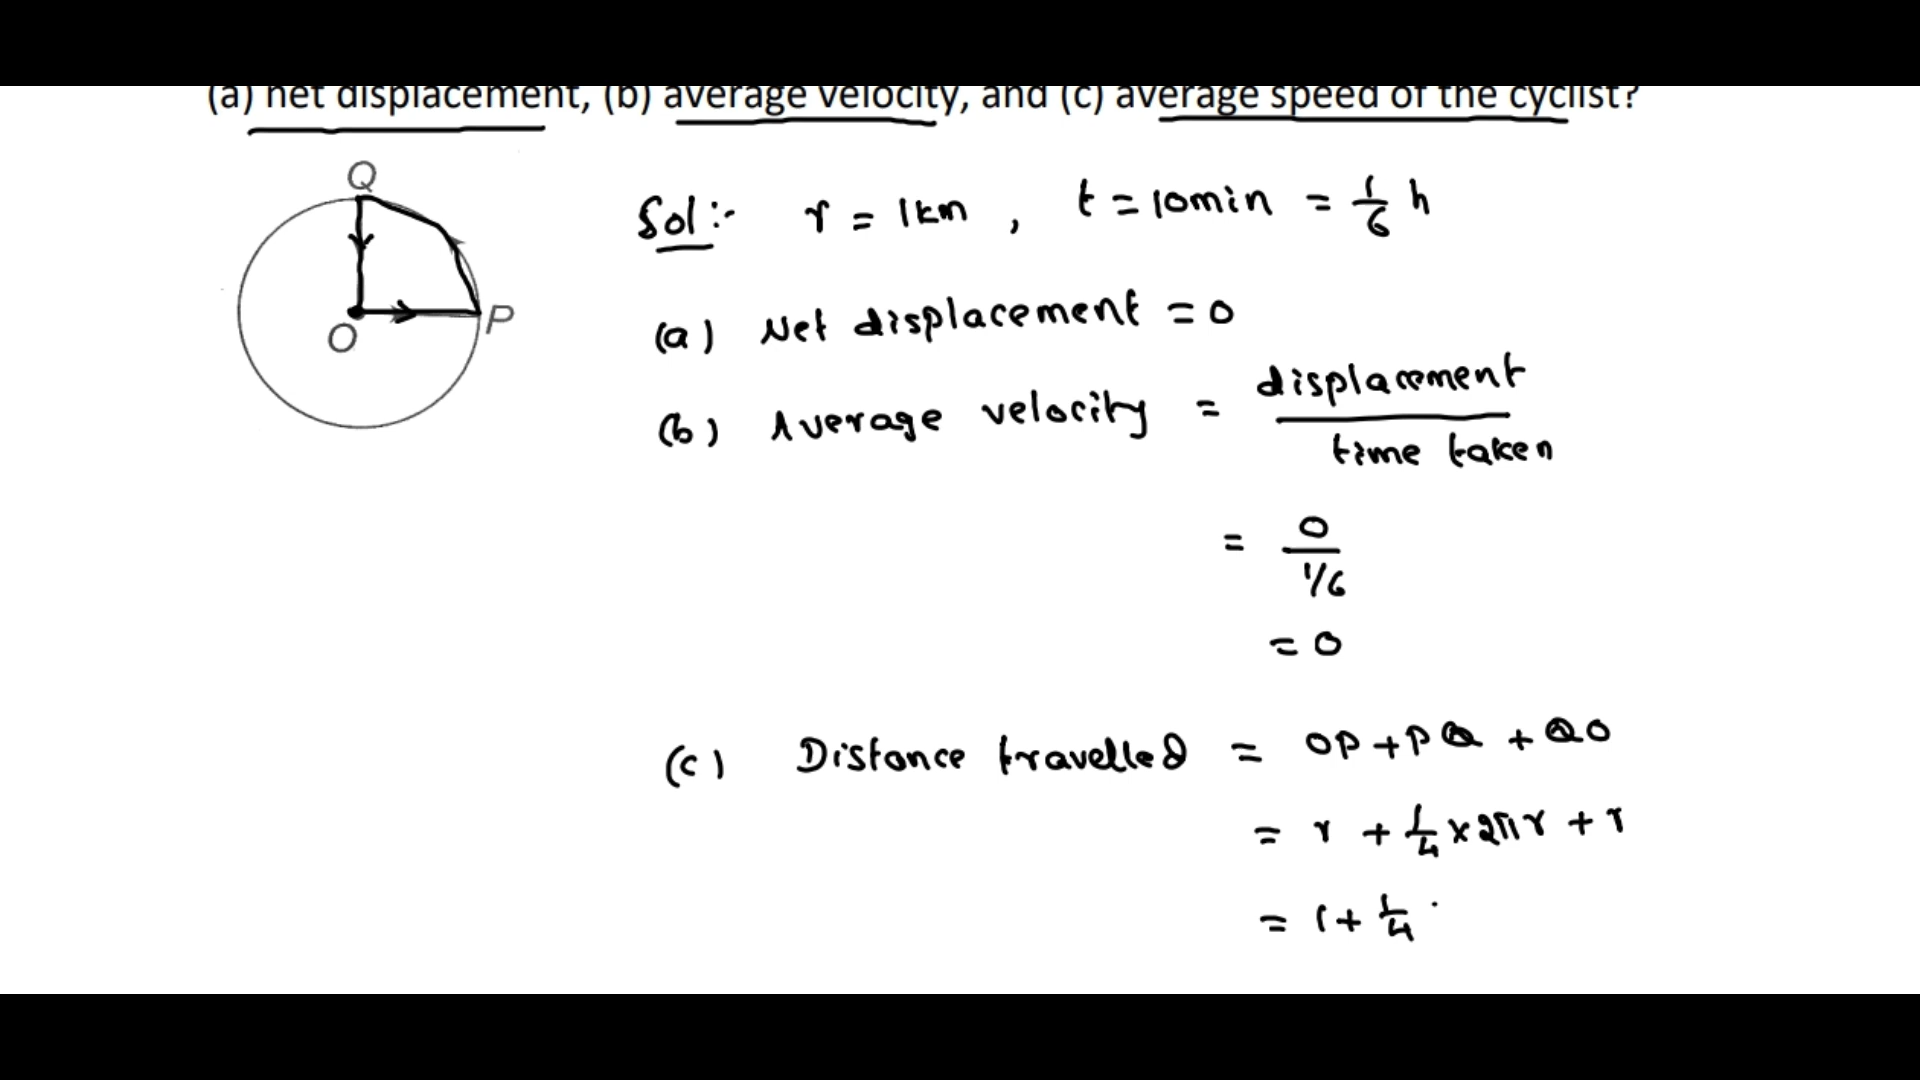 (a) net displacement, (b) average velocity, and (c) average speed of the cyclist?
Q
O
P
Sol:- r = 1km , t = 10min = 1/6 h
(a) Net displacement = 0
(b) Average velocity = displacement / time taken
= 0 / 1/6
= 0
(c) Distance travelled = OP + PQ + QO
= r + 1/4 × 2πr + r
= 1 + 1/4 ·